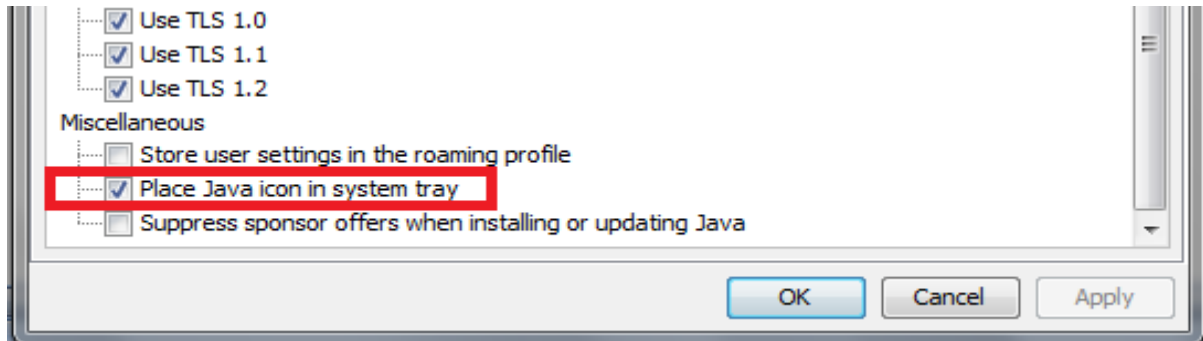 Use TLS 1.0
Use TLS 1.1
Use TLS 1.2
Miscellaneous
Store user settings in the roaming profile
Place Java icon in system tray
Suppress sponsor offers when installing or updating Java
OK Cancel Apply